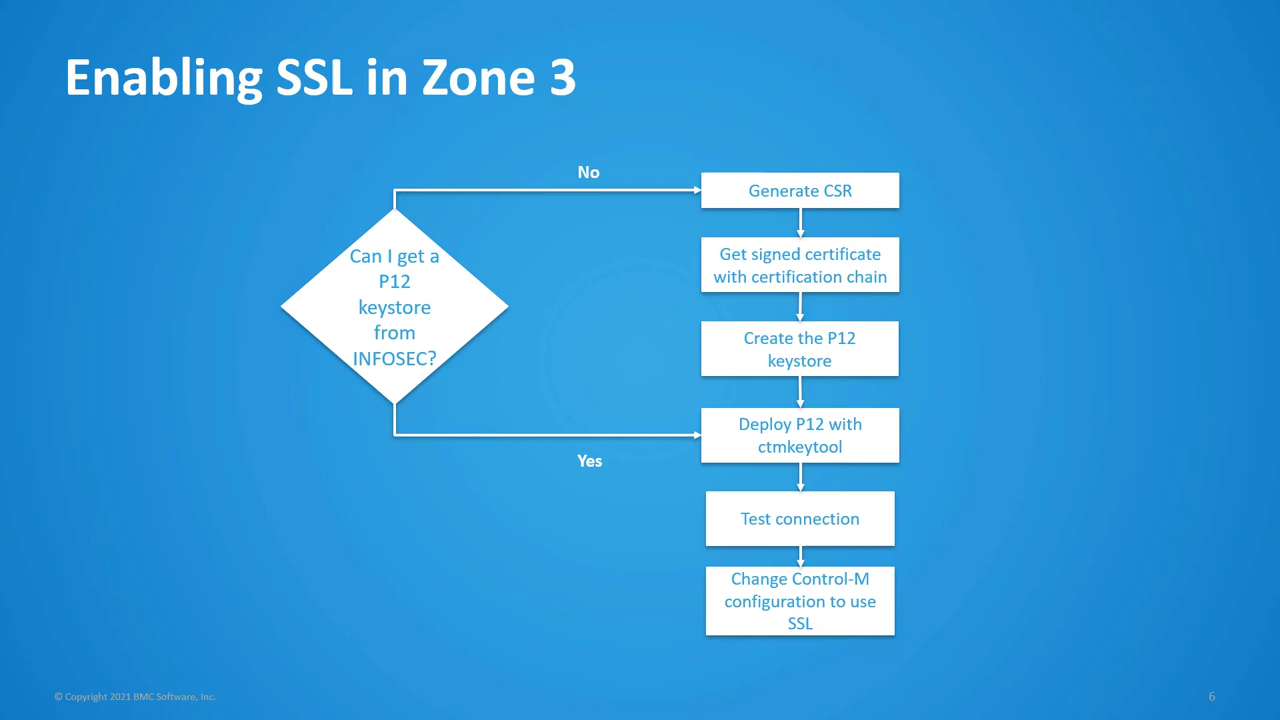 Enabling SSL in Zone 3
No
Generate CSR
Can I get a
P12
keystore
from
INFOSEC?
Get signed certificate
with certification chain
Create the P12
keystore
Deploy P12 with
ctmkeytool
Yes
Test connection
Change Control-M
configuration to use
SSL
© Copyright 2021 BMC Software, Inc.
6